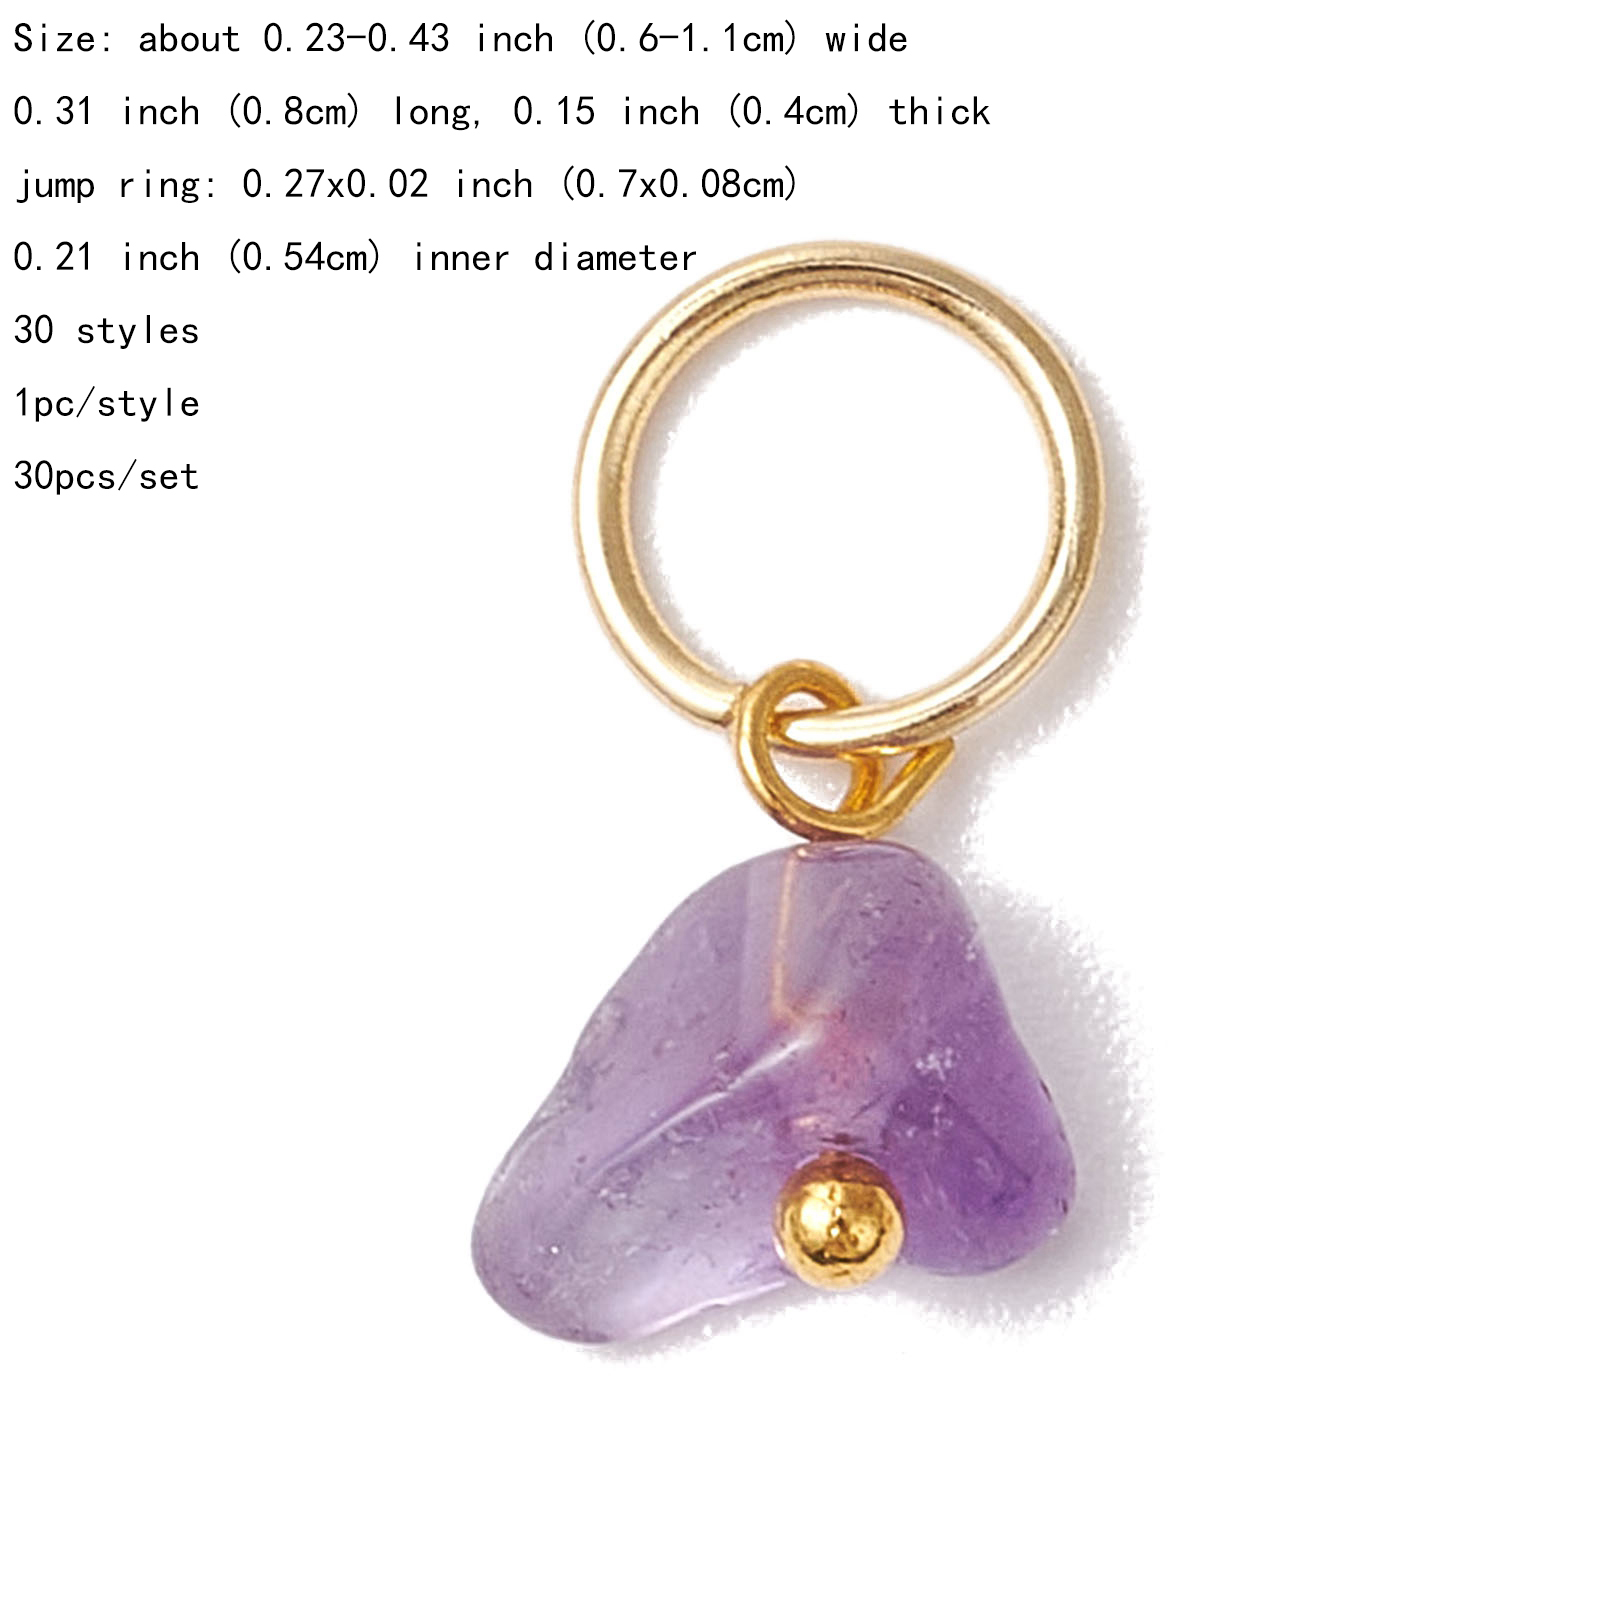 Size: about 0.23-0.43 inch (0.6-1.1cm) wide
0.31 inch (0.8cm) long, 0.15 inch (0.4cm) thick
jump ring: 0.27x0.02 inch (0.7x0.08cm)
0.21 inch (0.54cm) inner diameter
30 styles
1pc/style
30pcs/set